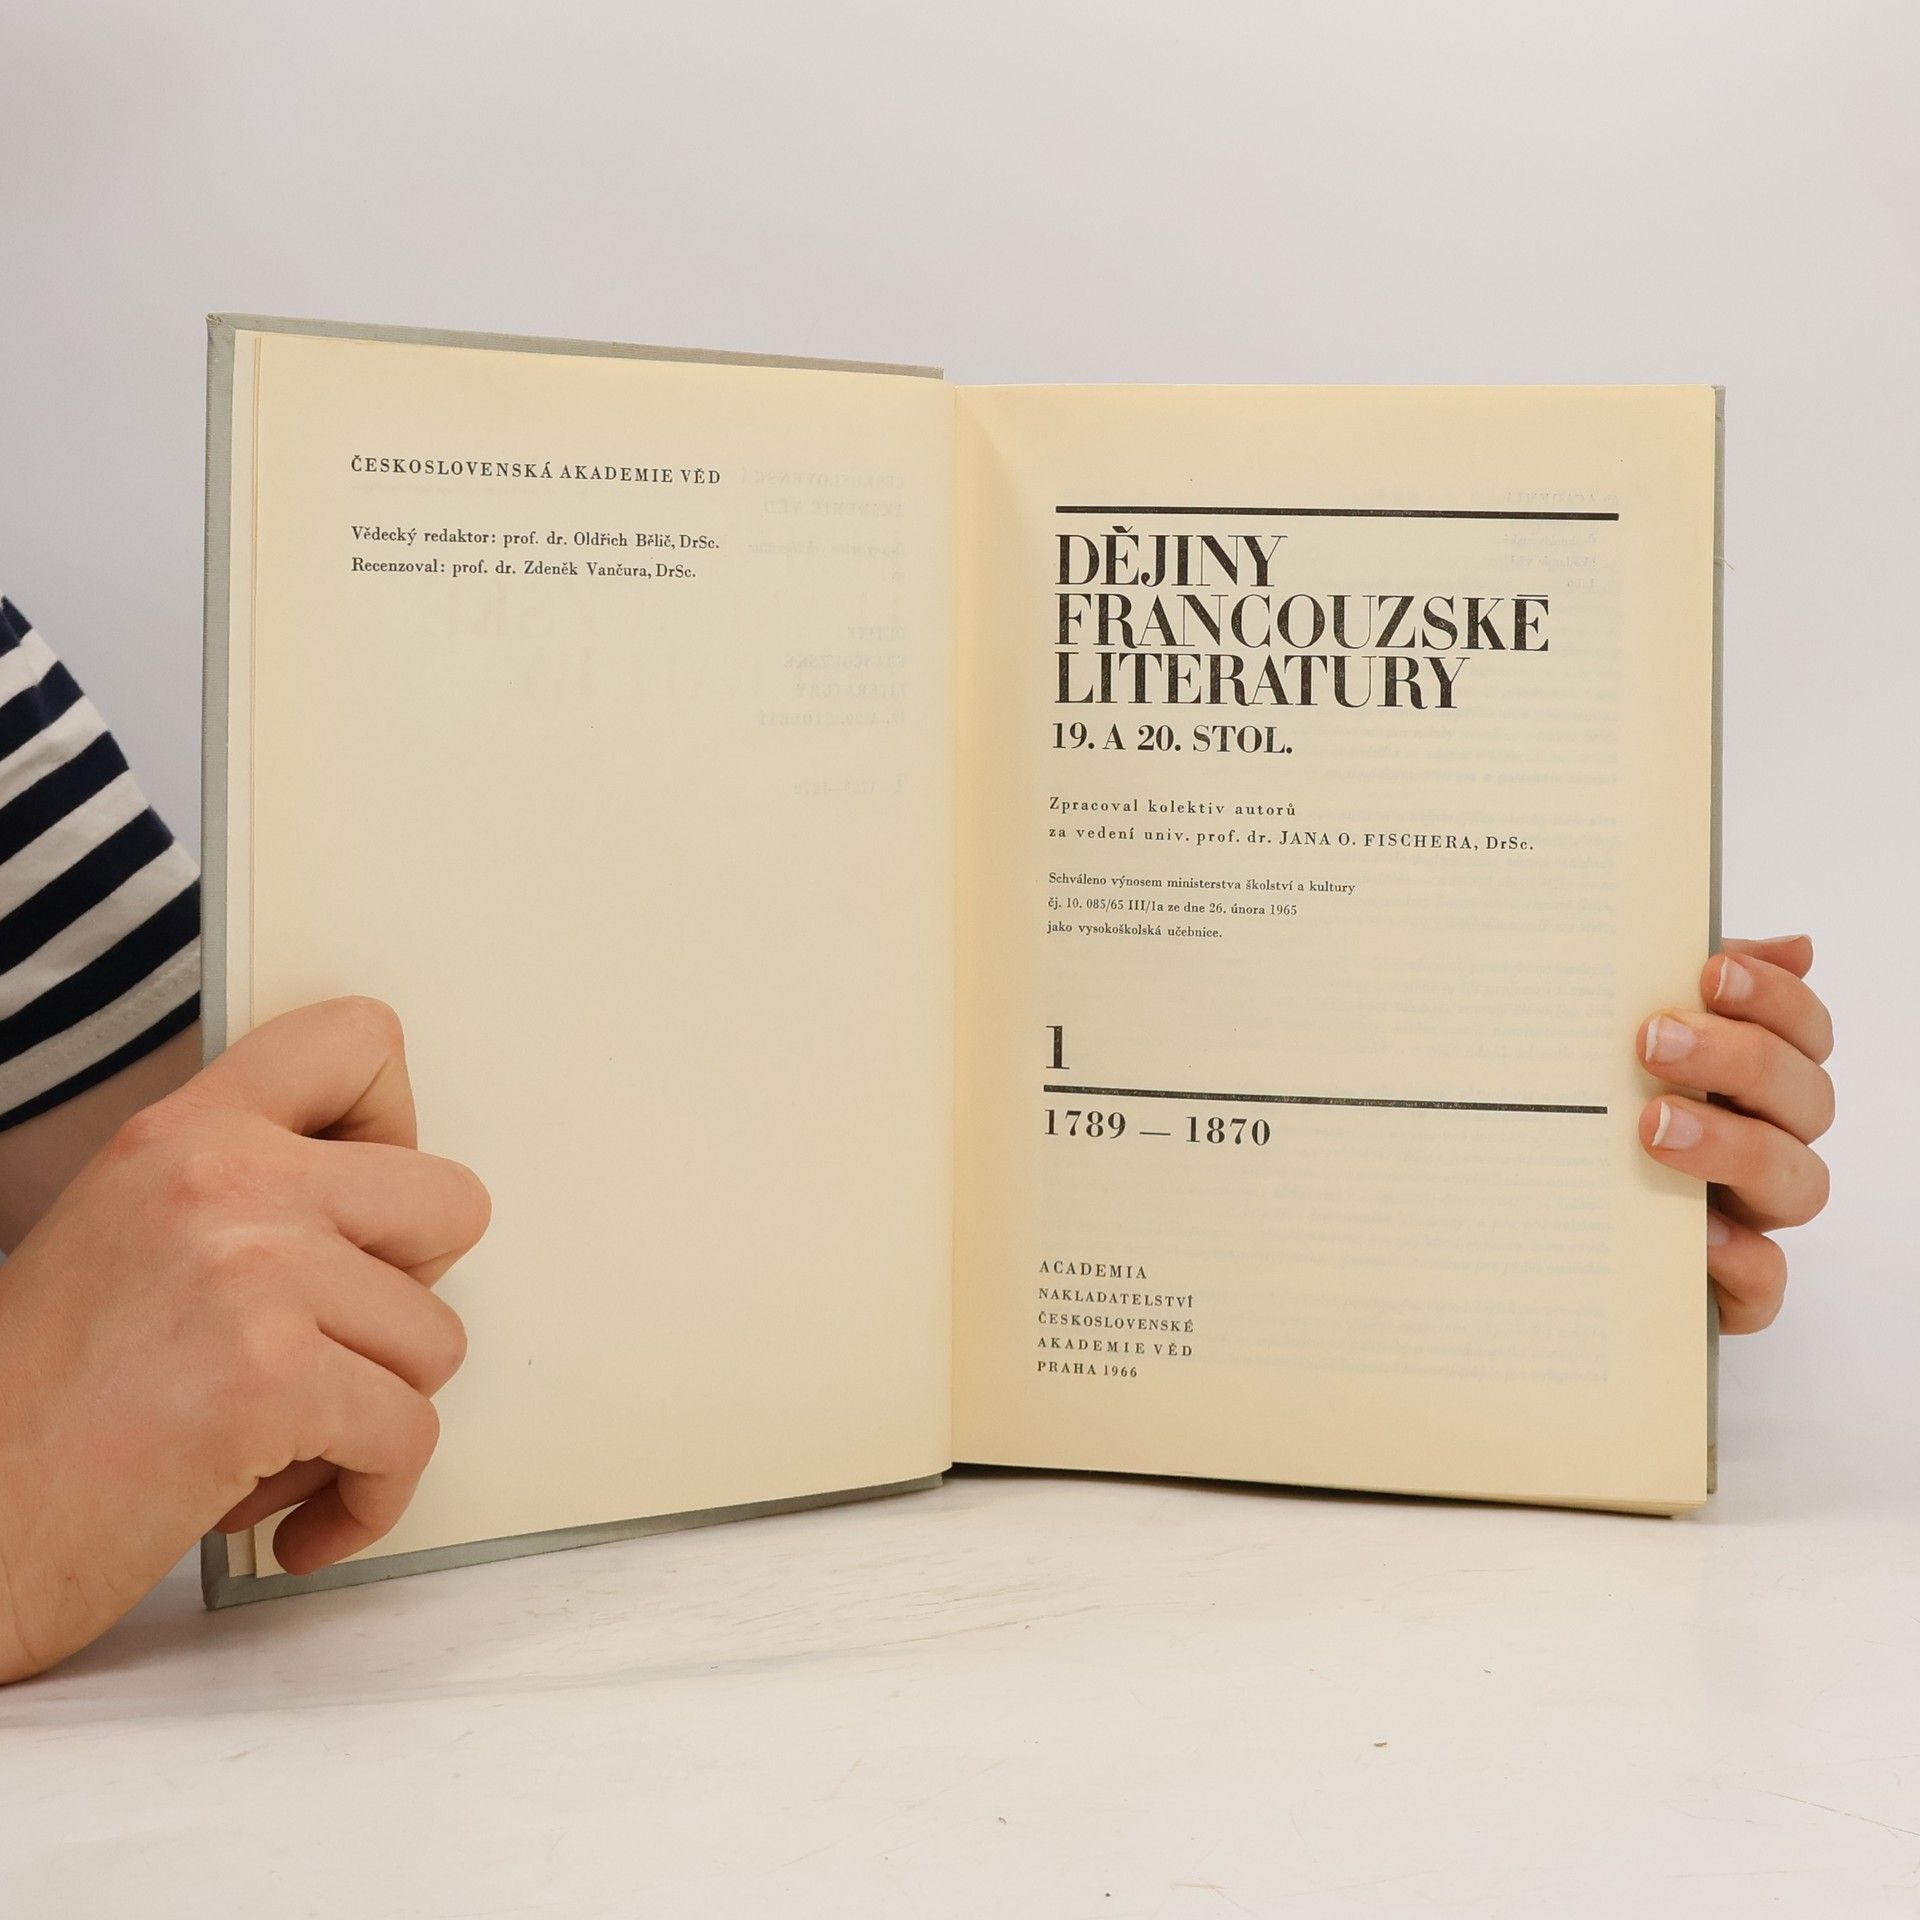 ČESKOSLOVENSKÁ AKADEMIE VĚD
Vědecký redaktor: prof. dr. Oldřich Bělič, DrSc.
Recenzoval: prof. dr. Zdeněk Vančura, DrSc.
DĚJINY
FRANCOUZSKÉ
LITERATURY
19. A 20. STOL.
Zpracoval kolektiv autorů
za vedení univ. prof. dr. JANA O. FISCHERA, DrSc.
Schváleno výnosem ministerstva školství a kultury
čj. 10. 085/65 III/1a ze dne 26. února 1965
jako vysokoškolská učebnice.
1
1789 — 1870
ACADEMIA
NAKLADATELSTVÍ
ČESKOSLOVENSKÉ
AKADEMIE VĚD
PRAHA 1966